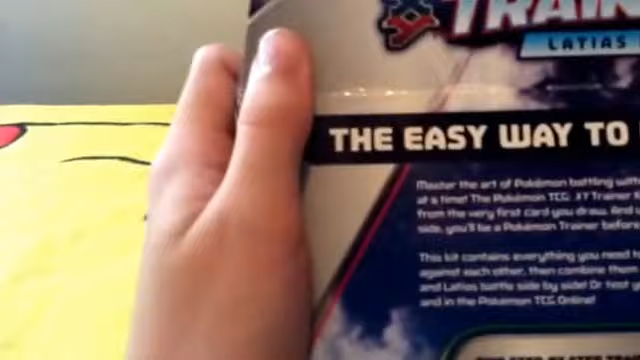 TRAIN
LATIAS
THE EASY WAY TO
Master the art of Pokémon battling with
at a time! The Pokémon TCG: XY Trainer
from the very first card you draw. And
side, you'll be a Pokémon Trainer before
This kit contains everything you need to
against each other, then combine them
and Latias battle side by side! Or test
and in the Pokémon TCG Online!